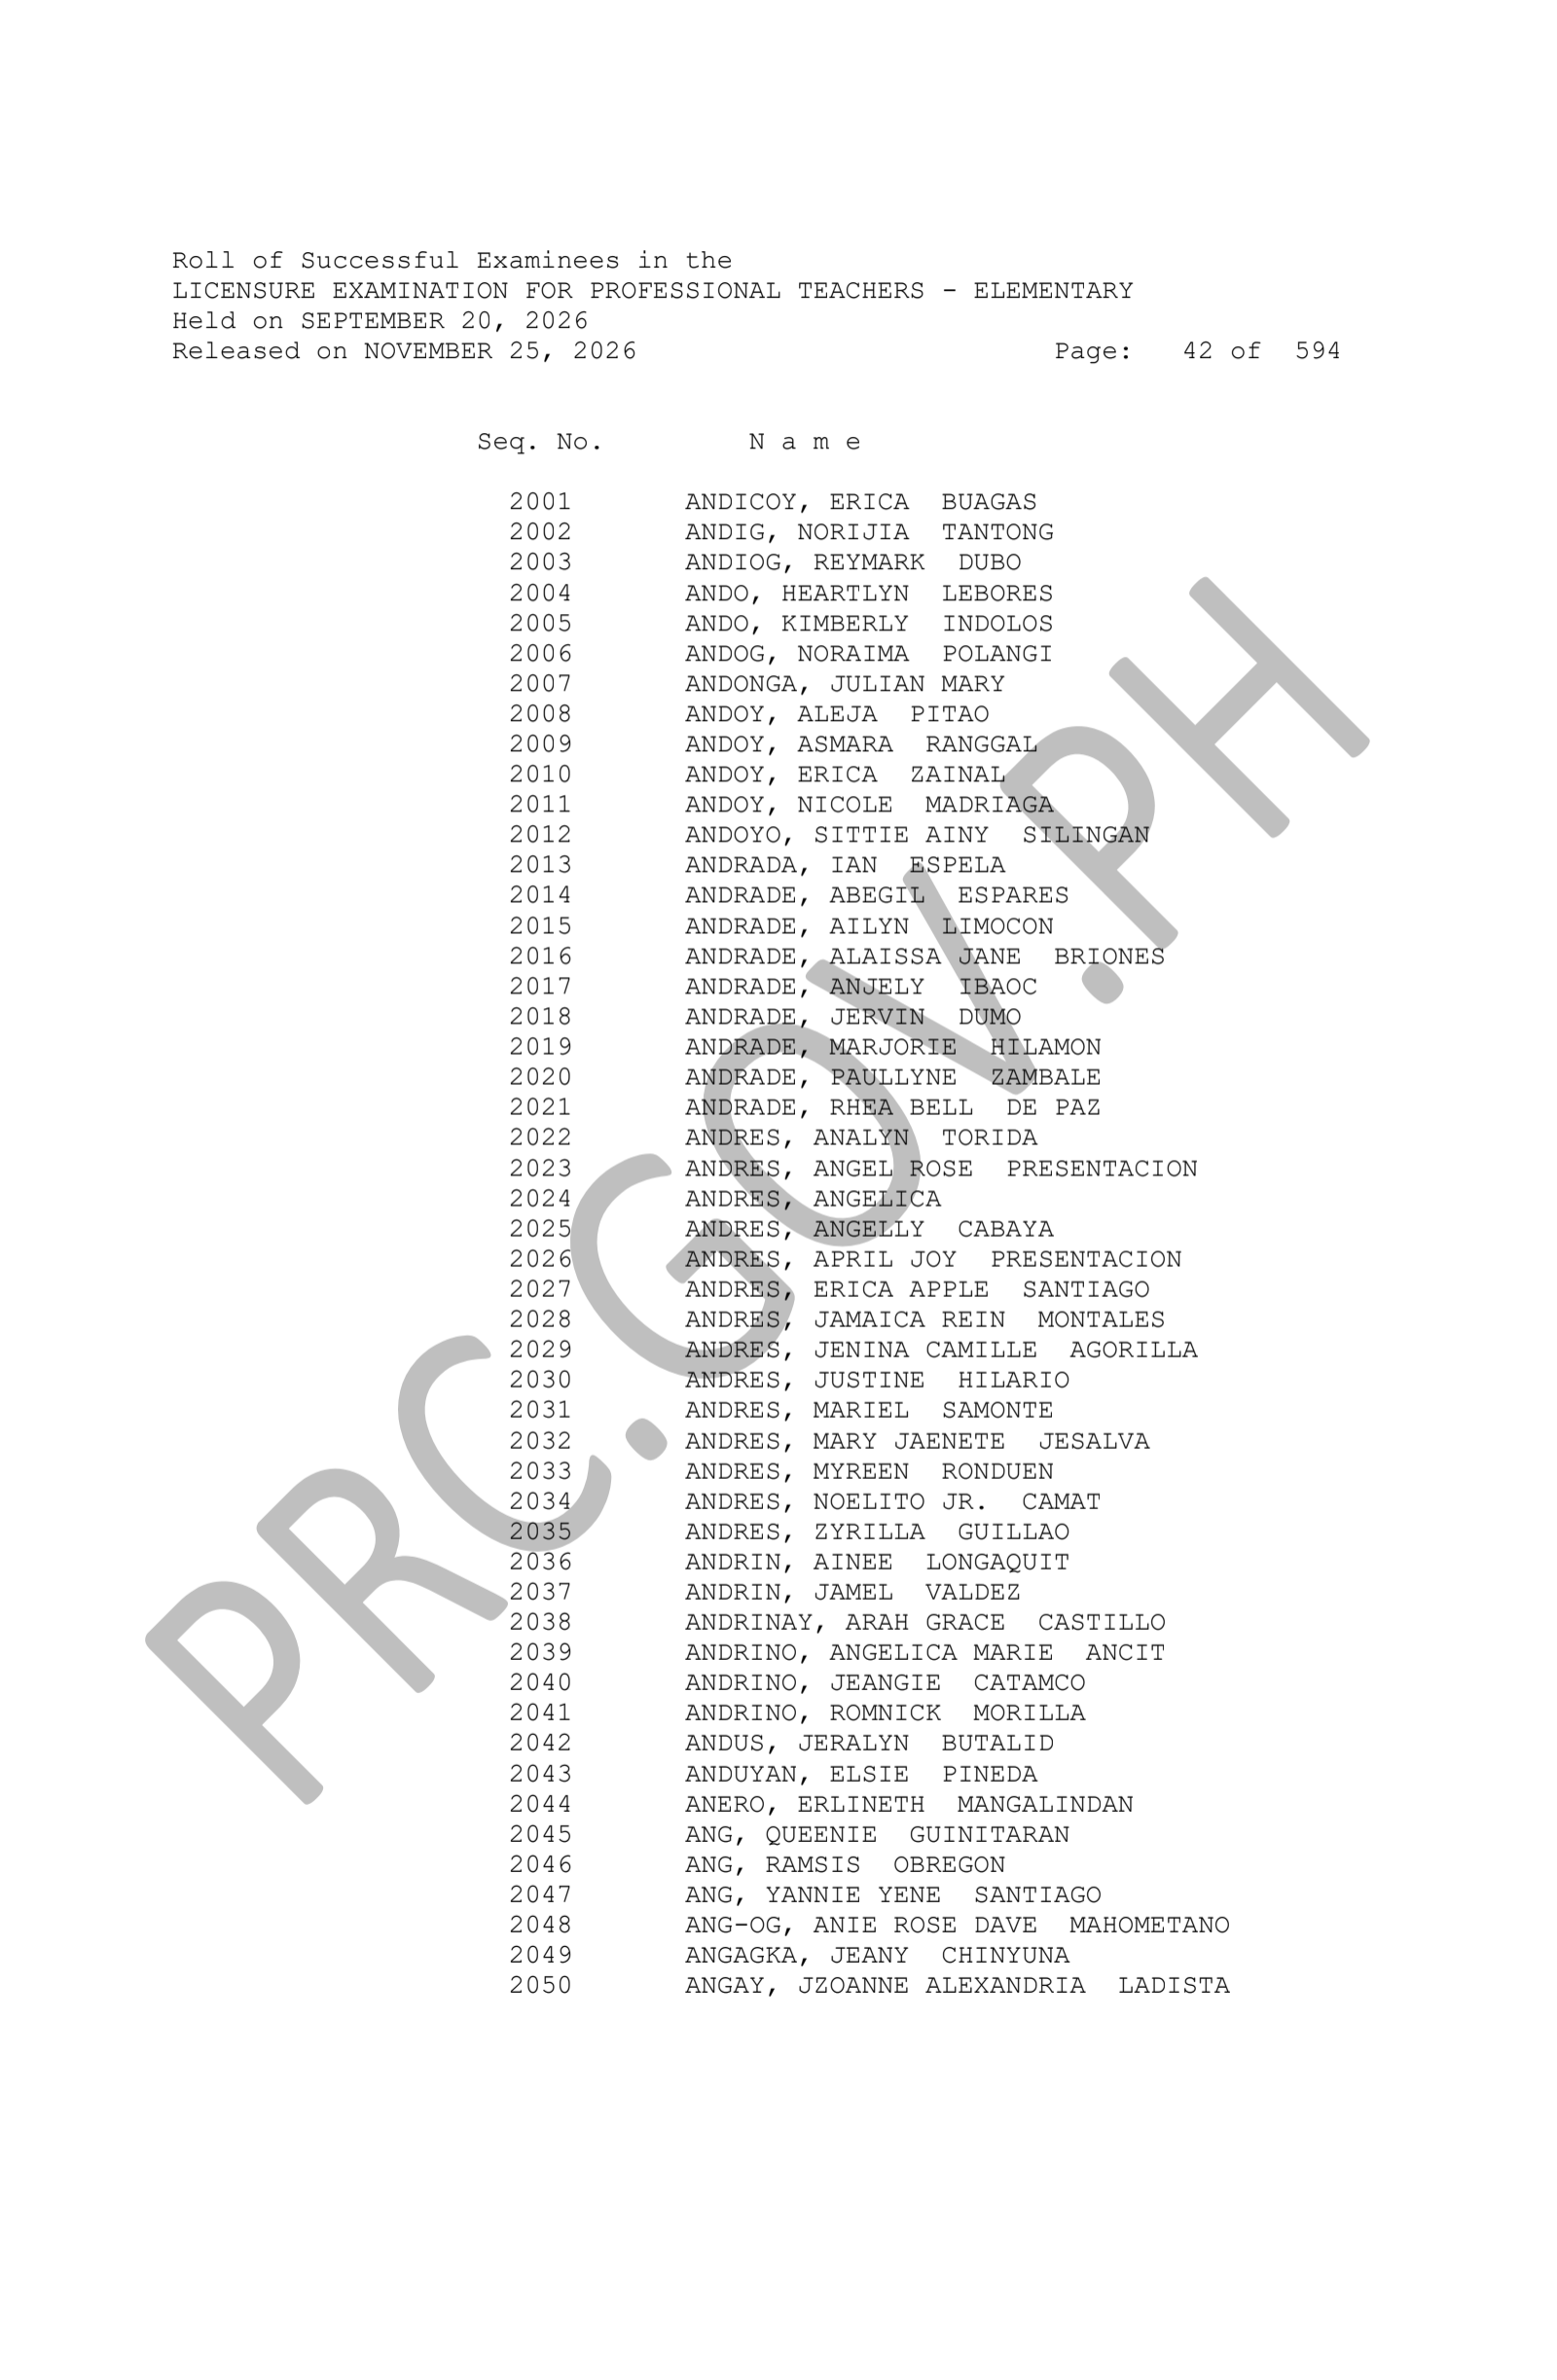 Roll of Successful Examinees in the
LICENSURE EXAMINATION FOR PROFESSIONAL TEACHERS - ELEMENTARY
Held on SEPTEMBER 20, 2026
Released on NOVEMBER 25, 2026 Page: 42 of 594
Seq. No. N a m e
2001 ANDICOY, ERICA BUAGAS
2002 ANDIG, NORIJIA TANTONG
2003 ANDIOG, REYMARK DUBO
2004 ANDO, HEARTLYN LEBORES
2005 ANDO, KIMBERLY INDOLOS
2006 ANDOG, NORAIMA POLANGI
2007 ANDONGA, JULIAN MARY
2008 ANDOY, ALEJA PITAO
2009 ANDOY, ASMARA RANGGAL
2010 ANDOY, ERICA ZAINAL
2011 ANDOY, NICOLE MADRIAGA
2012 ANDOYO, SITTIE AINY SILINGAN
2013 ANDRADA, IAN ESPELA
2014 ANDRADE, ABEGIL ESPARES
2015 ANDRADE, AILYN LIMOCON
2016 ANDRADE, ALAISSA JANE BRIONES
2017 ANDRADE, ANJELY IBAOC
2018 ANDRADE, JERVIN DUMO
2019 ANDRADE, MARJORIE HILAMON
2020 ANDRADE, PAULLYNE ZAMBALE
2021 ANDRADE, RHEA BELL DE PAZ
2022 ANDRES, ANALYN TORIDA
2023 ANDRES, ANGEL ROSE PRESENTACION
2024 ANDRES, ANGELICA
2025 ANDRES, ANGELLY CABAYA
2026 ANDRES, APRIL JOY PRESENTACION
2027 ANDRES, ERICA APPLE SANTIAGO
2028 ANDRES, JAMAICA REIN MONTALES
2029 ANDRES, JENINA CAMILLE AGORILLA
2030 ANDRES, JUSTINE HILARIO
2031 ANDRES, MARIEL SAMONTE
2032 ANDRES, MARY JAENETE JESALVA
2033 ANDRES, MYREEN RONDUEN
2034 ANDRES, NOELITO JR. CAMAT
2035 ANDRES, ZYRILLA GUILLAO
2036 ANDRIN, AINEE LONGAQUIT
2037 ANDRIN, JAMEL VALDEZ
2038 ANDRINAY, ARAH GRACE CASTILLO
2039 ANDRINO, ANGELICA MARIE ANCIT
2040 ANDRINO, JEANGIE CATAMCO
2041 ANDRINO, ROMNICK MORILLA
2042 ANDUS, JERALYN BUTALID
2043 ANDUYAN, ELSIE PINEDA
2044 ANERO, ERLINETH MANGALINDAN
2045 ANG, QUEENIE GUINITARAN
2046 ANG, RAMSIS OBREGON
2047 ANG, YANNIE YENE SANTIAGO
2048 ANG-OG, ANIE ROSE DAVE MAHOMETANO
2049 ANGAGKA, JEANY CHINYUNA
2050 ANGAY, JZOANNE ALEXANDRIA LADISTA
PRC.GOV.PH